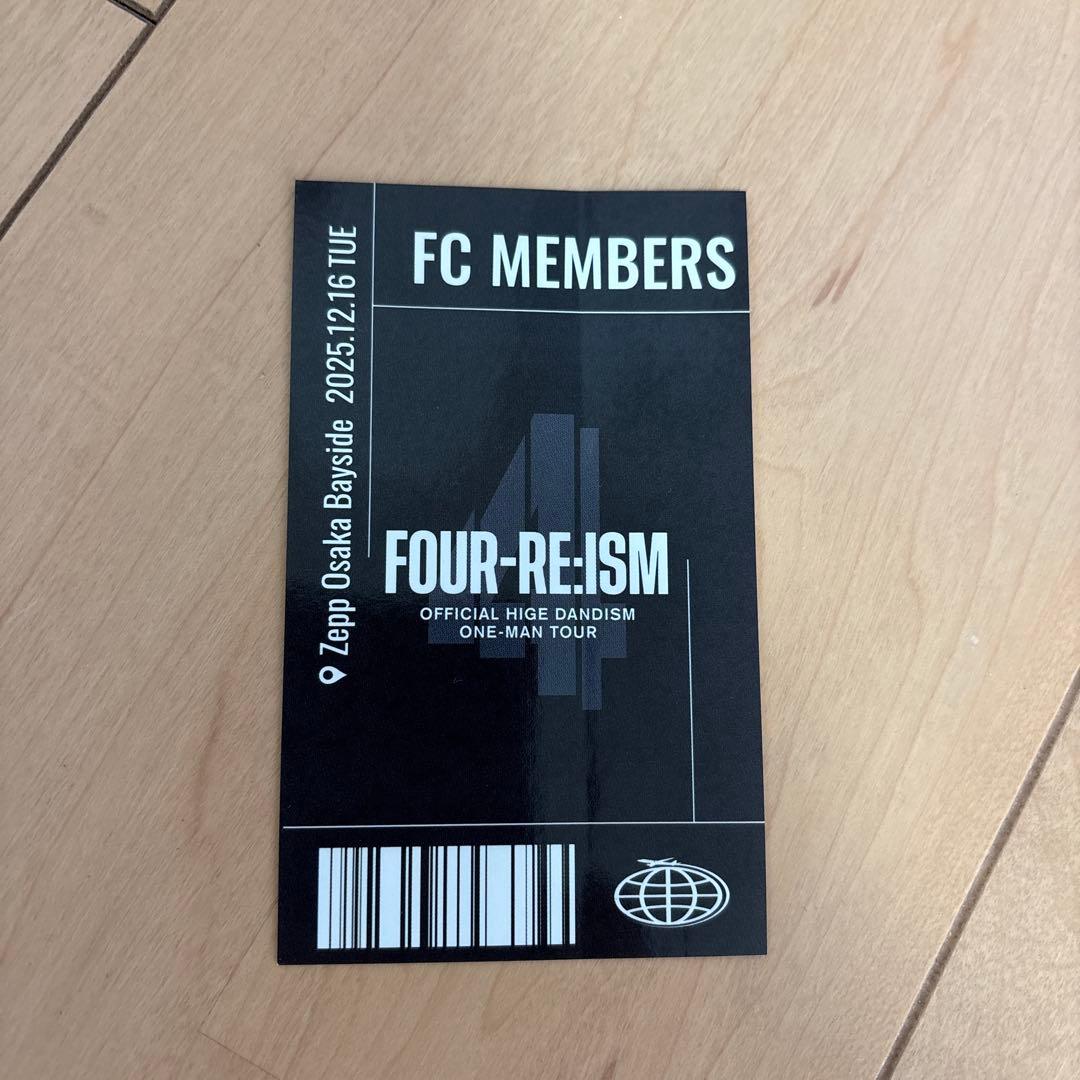 FC MEMBERS
Zepp Osaka Bayside 2025.12.16 TUE
FOUR-RE:ISM
OFFICIAL HIGE DANDISM
ONE-MAN TOUR